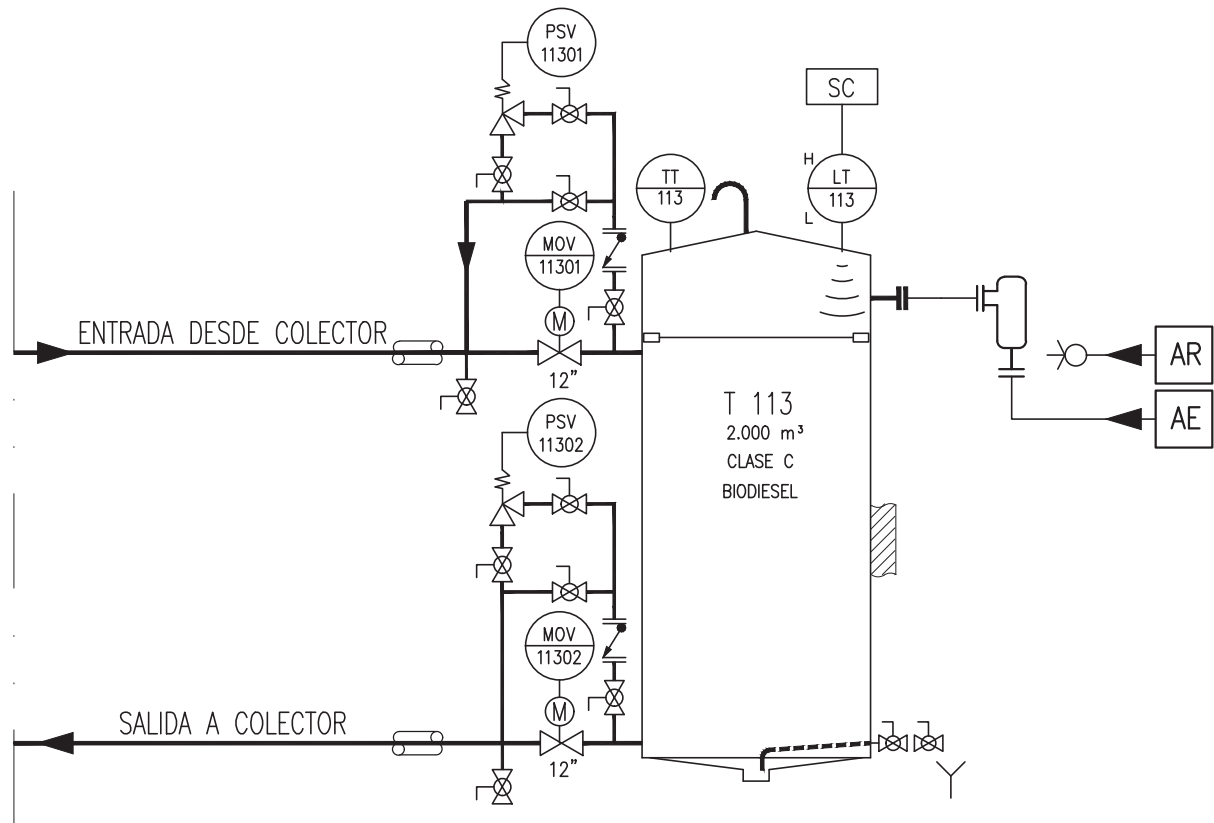 PSV
11301
SC
H
LT
113
L
TT
113
MOV
11301
M
ENTRADA DESDE COLECTOR
12"
AR
AE
T 113
2.000 m³
CLASE C
BIODIESEL
PSV
11302
MOV
11302
M
SALIDA A COLECTOR
12"